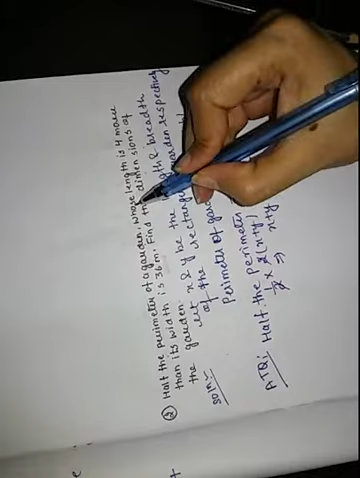 Q Half the perimeter of a garden, whose length is 4 more
than its width is 36m. Find the dimensions of
the garden.
soln: Let x & y be the length & breadth
of the rectangular garden respectively
Perimeter of
ATQ; Half the perimeter
1/2 × 2(x+y)
⇒ x+y